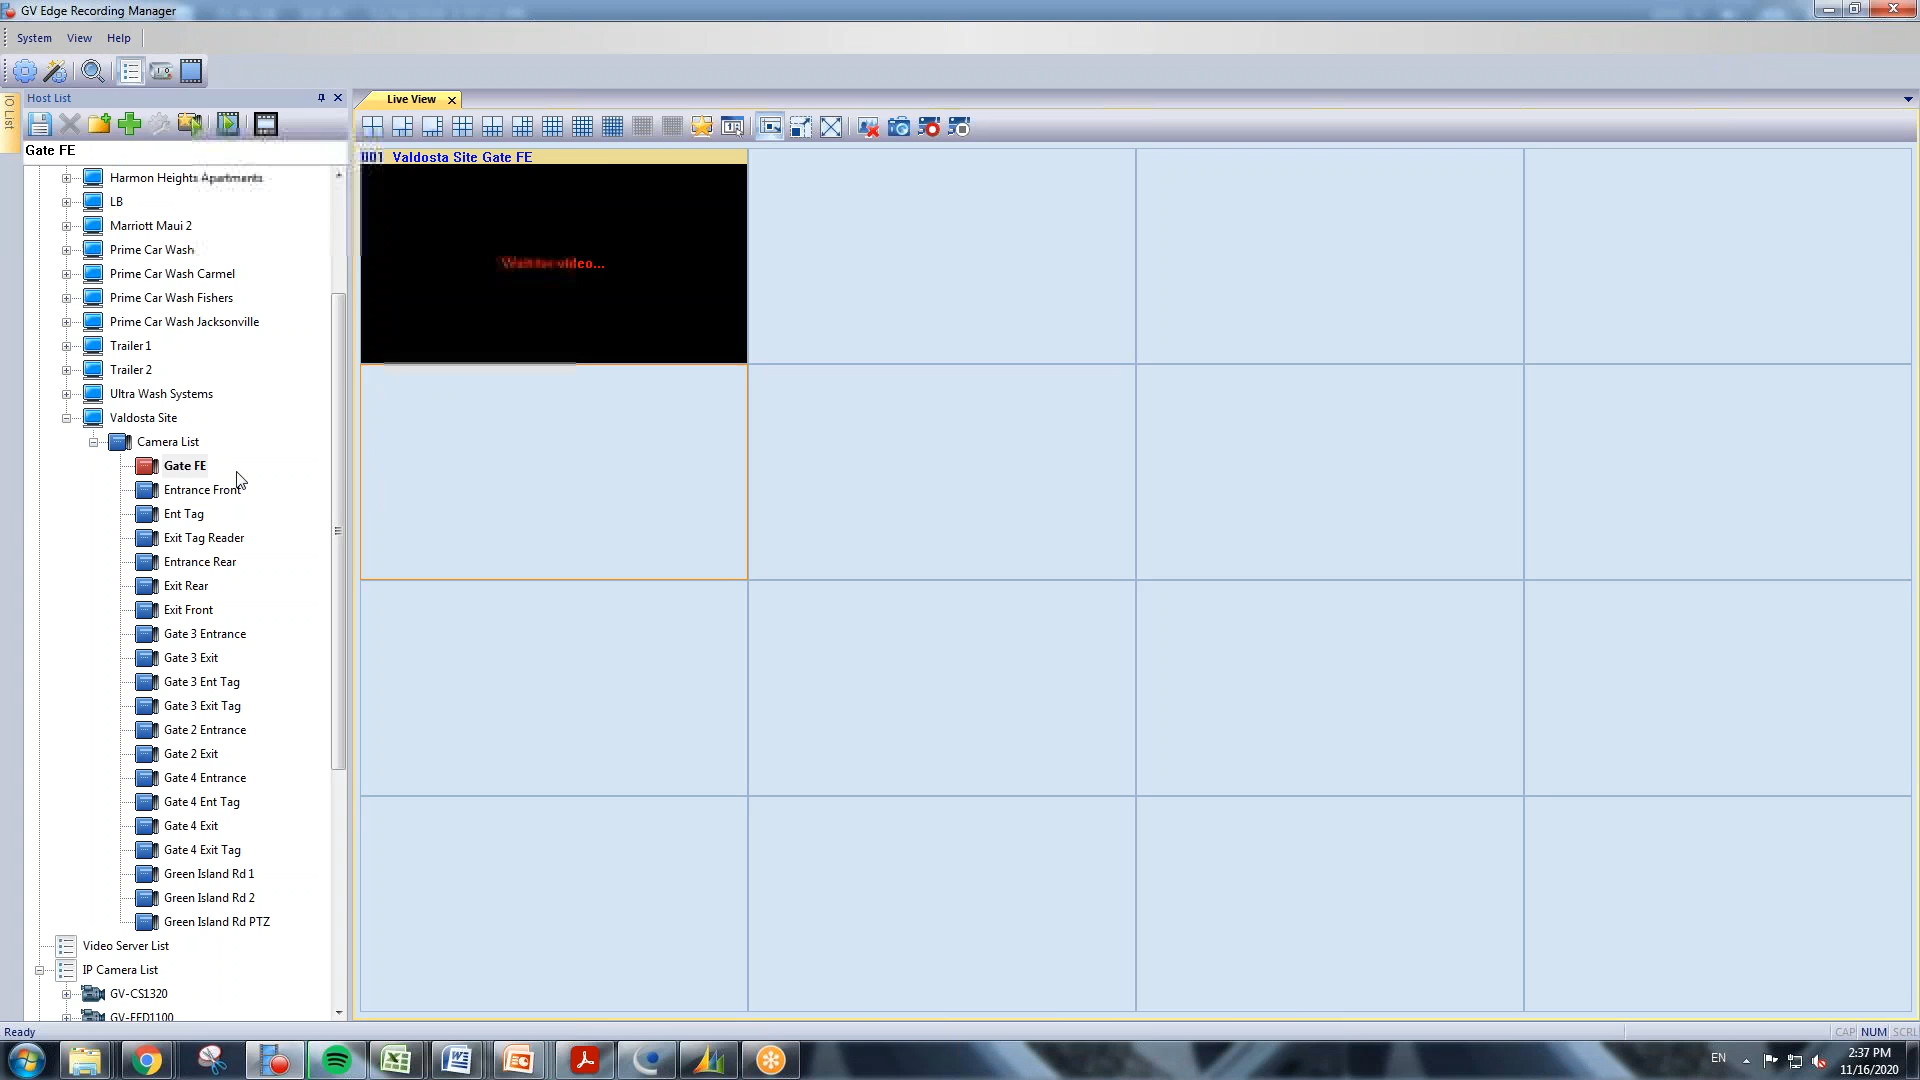 GV Edge Recording Manager
System View Help
IO List
Host List
Live View
Gate FE
001 Valdosta Site Gate FE
Harmon Heights Apartments
LB
Marriott Maui 2
Prime Car Wash
Wait for video...
Prime Car Wash Carmel
Prime Car Wash Fishers
Prime Car Wash Jacksonville
Trailer 1
Trailer 2
Ultra Wash Systems
Valdosta Site
Camera List
Gate FE
Entrance Front
Ent Tag
Exit Tag Reader
Entrance Rear
Exit Rear
Exit Front
Gate 3 Entrance
Gate 3 Exit
Gate 3 Ent Tag
Gate 3 Exit Tag
Gate 2 Entrance
Gate 2 Exit
Gate 4 Entrance
Gate 4 Ent Tag
Gate 4 Exit
Gate 4 Exit Tag
Green Island Rd 1
Green Island Rd 2
Green Island Rd PTZ
Video Server List
IP Camera List
GV-CS1320
GV-EFD1100
Ready
CAP NUM SCRL
EN
2:37 PM
11/16/2020